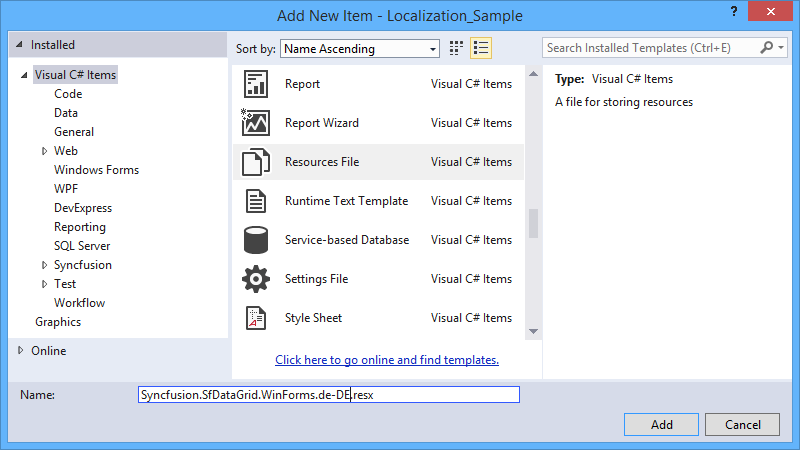 Add New Item - Localization_Sample
?
Installed
Sort by:
Name Ascending
Search Installed Templates (Ctrl+E)
Visual C# Items
Code
Data
General
Web
Windows Forms
WPF
DevExpress
Reporting
SQL Server
Syncfusion
Test
Workflow
Graphics
Online
Report Visual C# Items
Report Wizard Visual C# Items
Resources File Visual C# Items
Runtime Text Template Visual C# Items
Service-based Database Visual C# Items
Settings File Visual C# Items
Style Sheet Visual C# Items
Click here to go online and find templates.
Type: Visual C# Items
A file for storing resources
Name: Syncfusion.SfDataGrid.WinForms.de-DE.resx
Add Cancel